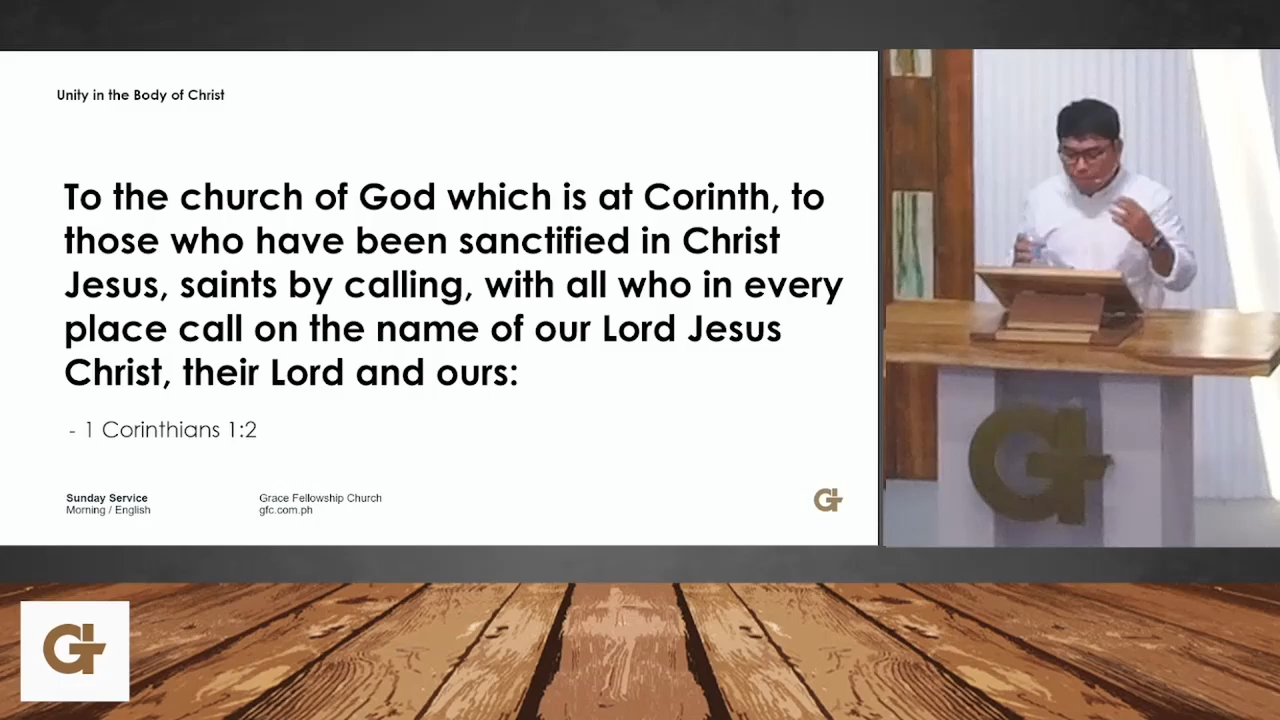 Unity in the Body of Christ
To the church of God which is at Corinth, to
those who have been sanctified in Christ
Jesus, saints by calling, with all who in every
place call on the name of our Lord Jesus
Christ, their Lord and ours:
- 1 Corinthians 1:2
Sunday Service
Morning / English
Grace Fellowship Church
gfc.com.ph